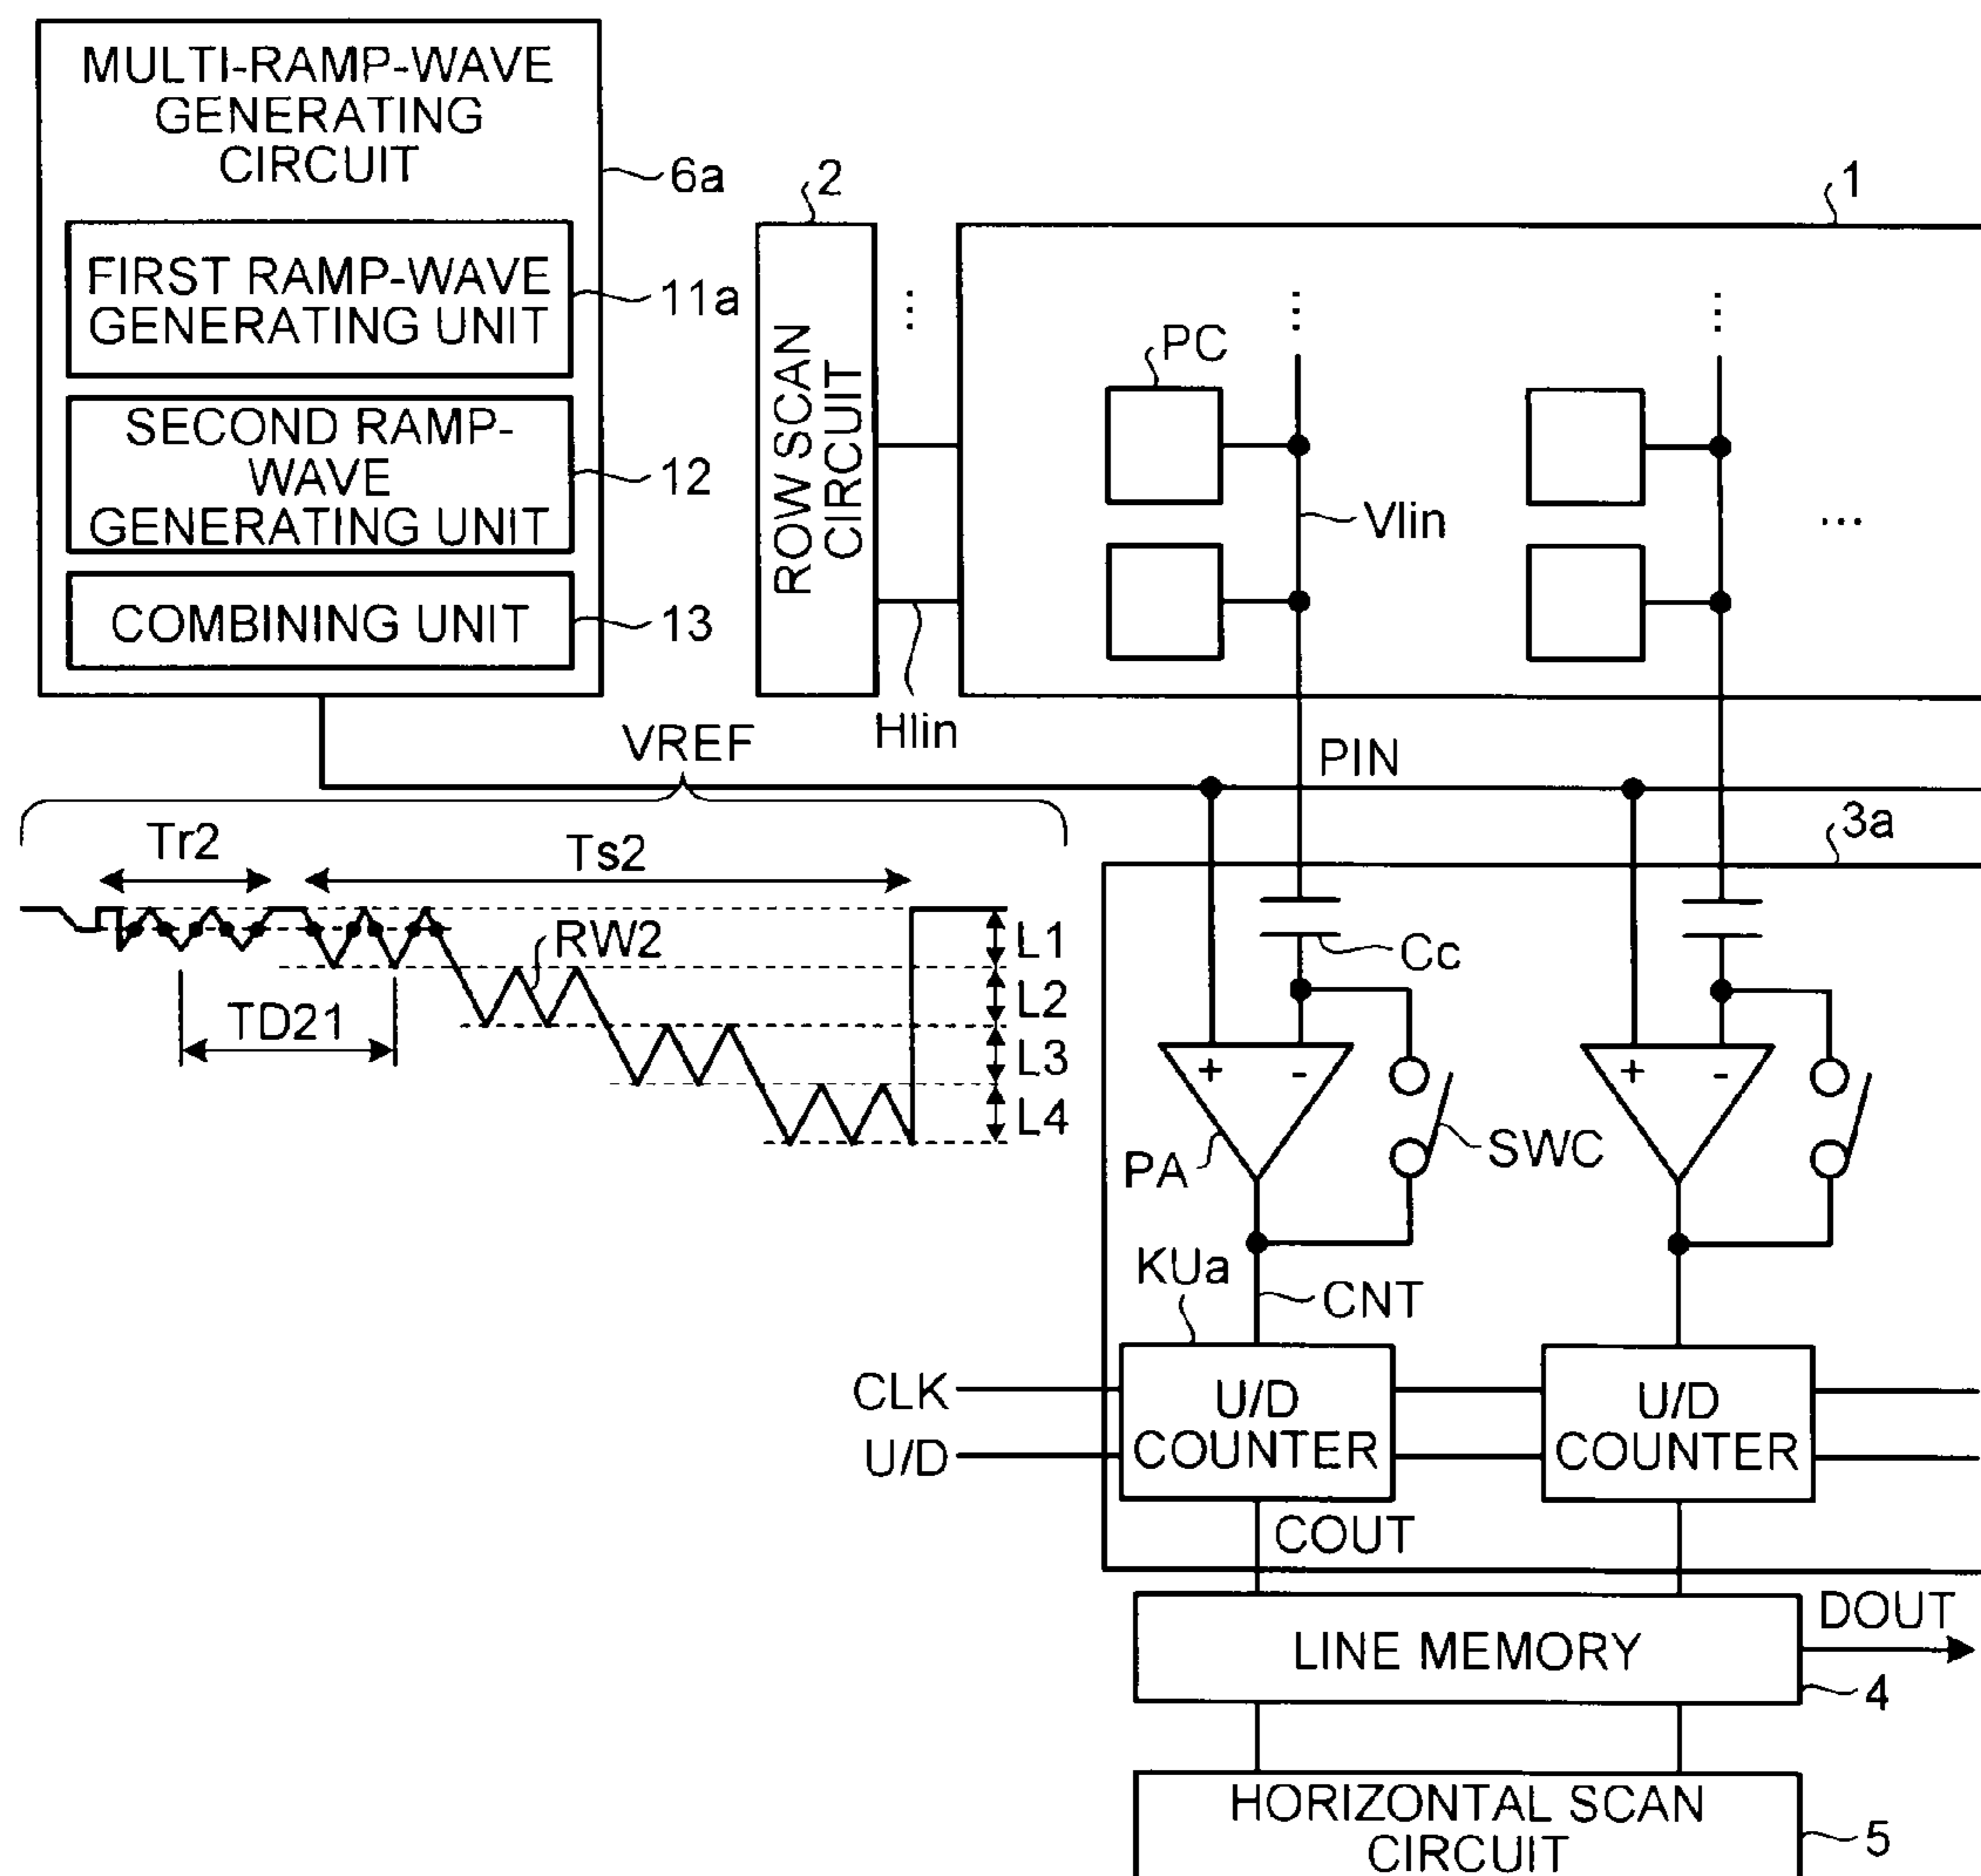 MULTI-RAMP-WAVE
GENERATING
CIRCUIT
6a
FIRST RAMP-WAVE
GENERATING UNIT
11a
SECOND RAMP-
WAVE
GENERATING UNIT
12
COMBINING UNIT
13
2
ROW SCAN
CIRCUIT
⋮
Hlin
1
PC
⋮
⋮
Vlin
...
VREF
PIN
3a
Tr2
Ts2
RW2
TD21
L1
L2
L3
L4
Cc
+
-
+
-
PA
SWC
KUa
CNT
CLK
U/D
U/D
COUNTER
U/D
COUNTER
COUT
LINE MEMORY
DOUT
4
HORIZONTAL SCAN
CIRCUIT
5